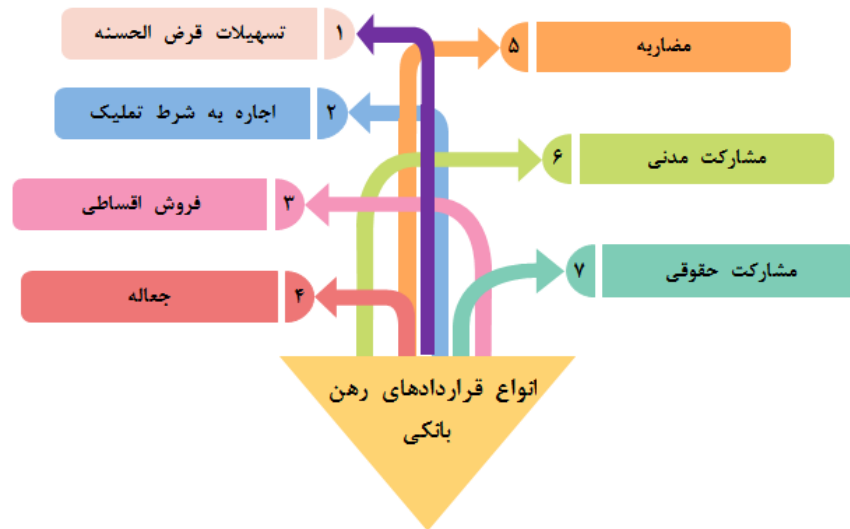 تسهیلات قرض الحسنه
۱
اجاره به شرط تملیک
۲
فروش اقساطی
۳
جعاله
۴
مضاربه
۵
مشارکت مدنی
۶
مشارکت حقوقی
۷
انواع قراردادهای رهن
بانکی